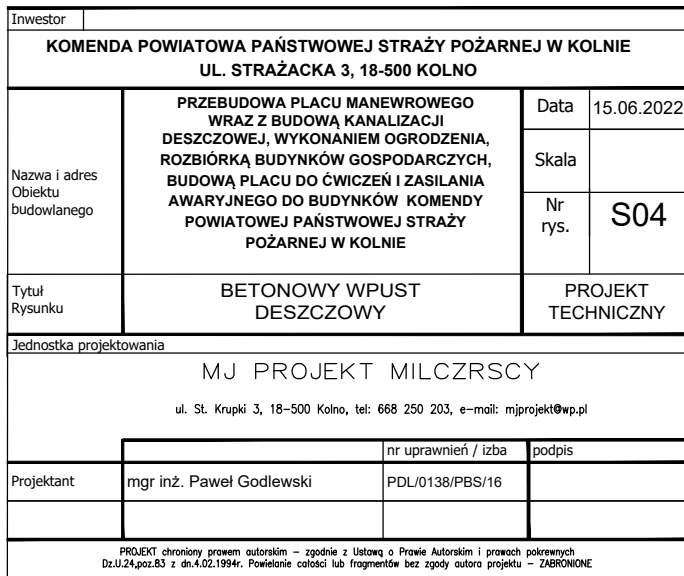 Inwestor
KOMENDA POWIATOWA PAŃSTWOWEJ STRAŻY POŻARNEJ W KOLNIE
UL. STRAŻACKA 3, 18-500 KOLNO
Nazwa i adres
Obiektu
budowlanego
PRZEBUDOWA PLACU MANEWROWEGO
WRAZ Z BUDOWĄ KANALIZACJI
DESZCZOWEJ, WYKONANIEM OGRODZENIA,
ROZBIÓRKĄ BUDYNKÓW GOSPODARCZYCH,
BUDOWĄ PLACU DO ĆWICZEŃ I ZASILANIA
AWARYJNEGO DO BUDYNKÓW KOMENDY
POWIATOWEJ PAŃSTWOWEJ STRAŻY
POŻARNEJ W KOLNIE
Data 15.06.2022
Skala
Nr
rys.
S04
Tytuł
Rysunku
BETONOWY WPUST
DESZCZOWY
PROJEKT
TECHNICZNY
Jednostka projektowania
MJ PROJEKT MILCZRSCY
ul. St. Krupki 3, 18-500 Kolno, tel: 668 250 203, e-mail: mjprojekt@wp.pl
nr uprawnień / izba podpis
Projektant mgr inż. Paweł Godlewski PDL/0138/PBS/16
PROJEKT chroniony prawem autorskim – zgodnie z Ustawą o Prawie Autorskim i prawach pokrewnych
Dz.U.24,poz.83 z dn.4.02.1994r. Powielanie całości lub fragmentów bez zgody autora projektu – ZABRONIONE